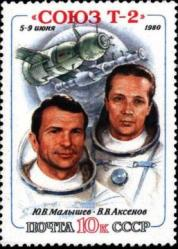 «СОЮЗ Т-2»
5-9 июня 1980
Ю.В. Малышев · В.В. Аксенов
ПОЧТА 10к СССР